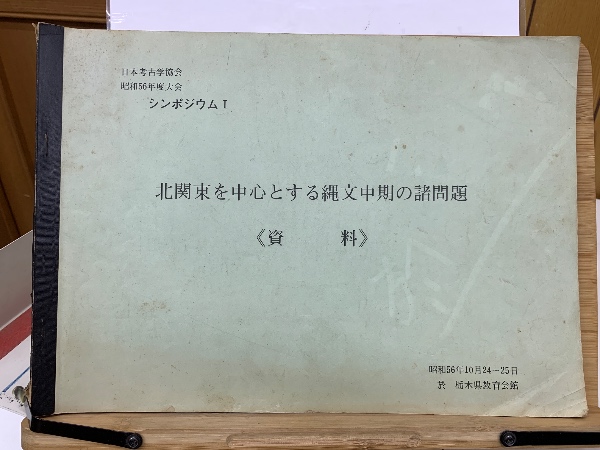 日本考古学協会
昭和56年度大会
シンポジウムⅠ
北関東を中心とする縄文中期の諸問題
《資　料》
昭和56年10月24−25日
於　栃木県教育会館